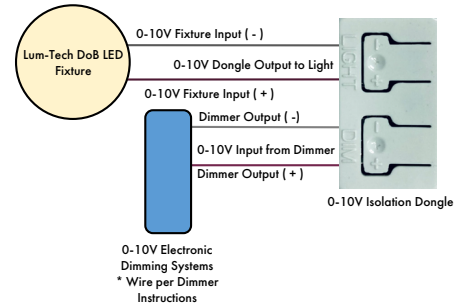 0-10V Fixture Input ( - )
Lum-Tech DoB LED
Fixture
0-10V Dongle Output to Light
0-10V Fixture Input ( + )
Dimmer Output ( -)
0-10V Input from Dimmer
Dimmer Output ( + )
LIGHT
- +
DIM
- +
0-10V Isolation Dongle
0-10V Electronic
Dimming Systems
* Wire per Dimmer
Instructions